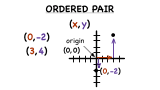 ORDERED PAIR
(x, y)
(0, -2)
(3, 4)
origin
(0, 0)
(0, -2)